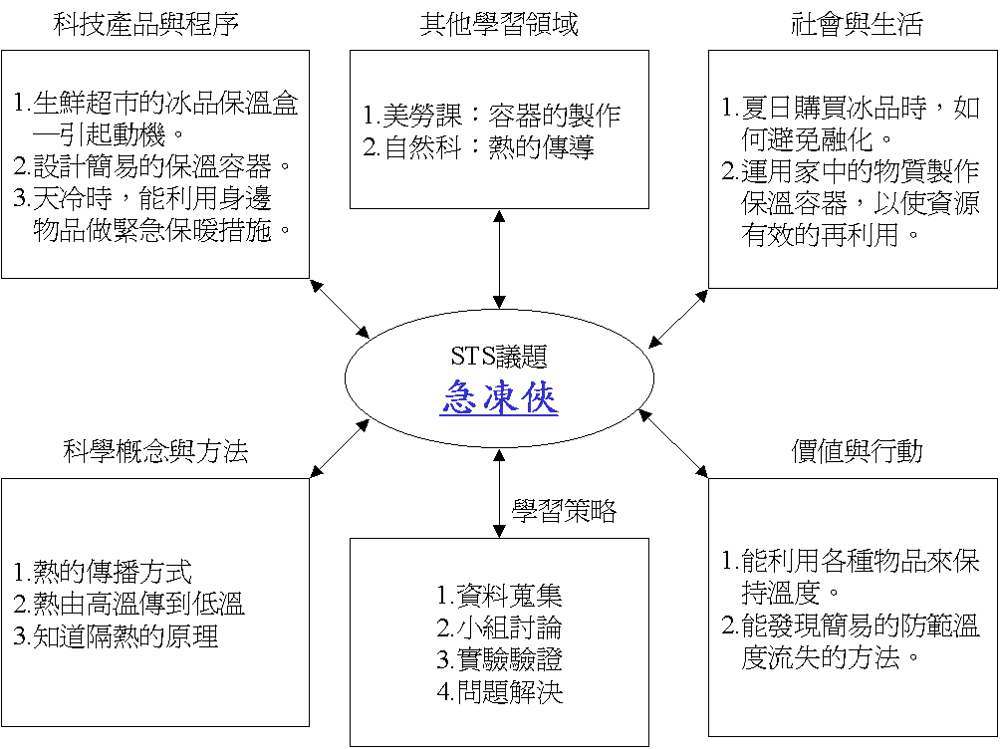 科技產品與程序
1.生鮮超市的冰品保溫盒
—引起動機。
2.設計簡易的保溫容器。
3.天冷時，能利用身邊
物品做緊急保暖措施。
其他學習領域
1.美勞課：容器的製作
2.自然科：熱的傳導
社會與生活
1.夏日購買冰品時，如
何避免融化。
2.運用家中的物質製作
保溫容器，以使資源
有效的再利用。
STS議題
急凍俠
科學概念與方法
1.熱的傳播方式
2.熱由高溫傳到低溫
3.知道隔熱的原理
學習策略
1.資料蒐集
2.小組討論
3.實驗驗證
4.問題解決
價值與行動
1.能利用各種物品來保
持溫度。
2.能發現簡易的防範溫
度流失的方法。